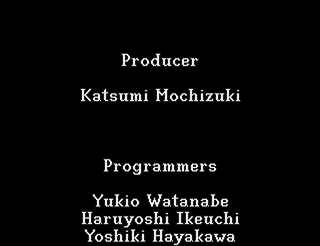 Producer
Katsumi Mochizuki
Programmers
Yukio Watanabe
Haruyoshi Ikeuchi
Yoshiki Hayakawa